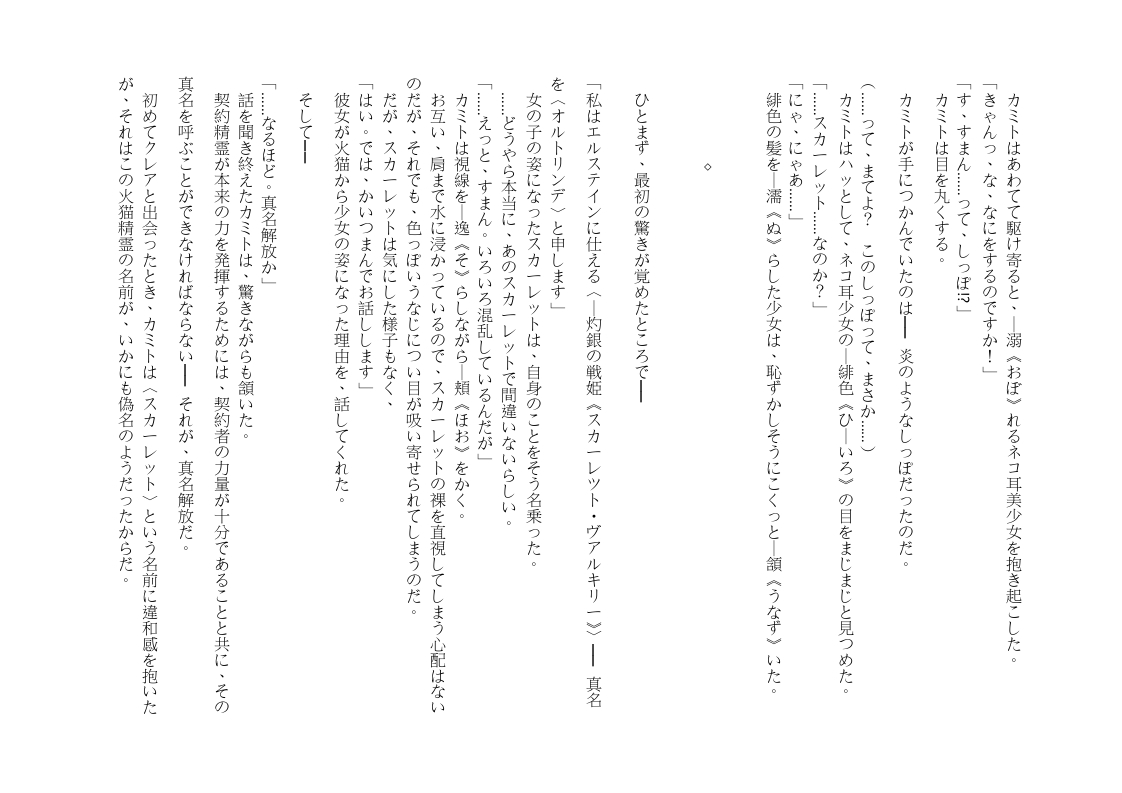 カミトはあわてて駆け寄ると、―溺《おぼ》れるネコ耳美少女を抱き起こした。
「きゃんっ、な、なにをするのですか！」
「す、すまん……って、しっぽ!?」
カミトは目を丸くする。
カミトが手につかんでいたのは━━ 炎のようなしっぽだったのだ。
（……って、まてよ？　このしっぽって、まさか……）
カミトはハッとして、ネコ耳少女の―緋色《ひ―いろ》の目をまじまじと見つめた。
「……スカーレット……なのか？」
「にゃ、にゃあ……」
緋色の髪を―濡《ぬ》らした少女は、恥ずかしそうにこくっと―頷《うなず》いた。
◇
ひとまず、最初の驚きが覚めたところで━━
「私はエルステインに仕える〈―灼銀の戦姫《スカーレツト・ヴアルキリー》〉━━ 真名
を〈オルトリンデ〉と申します」
女の子の姿になったスカーレットは、自身のことをそう名乗った。
……どうやら本当に、あのスカーレットで間違いないらしい。
「……えっと、すまん。いろいろ混乱しているんだが」
カミトは視線を―逸《そ》らしながら―頬《ほお》をかく。
お互い、肩まで水に浸かっているので、スカーレットの裸を直視してしまう心配はない
のだが、それでも、色っぽいうなじについ目が吸い寄せられてしまうのだ。
だが、スカーレットは気にした様子もなく、
「はい。では、かいつまんでお話しします」
彼女が火猫から少女の姿になった理由を、話してくれた。
そして━━
「……なるほど。真名解放か」
話を聞き終えたカミトは、驚きながらも頷いた。
契約精霊が本来の力を発揮するためには、契約者の力量が十分であることと共に、その
真名を呼ぶことができなければならない━━ それが、真名解放だ。
初めてクレアと出会ったとき、カミトは〈スカーレット〉という名前に違和感を抱いた
が、それはこの火猫精霊の名前が、いかにも偽名のようだったからだ。